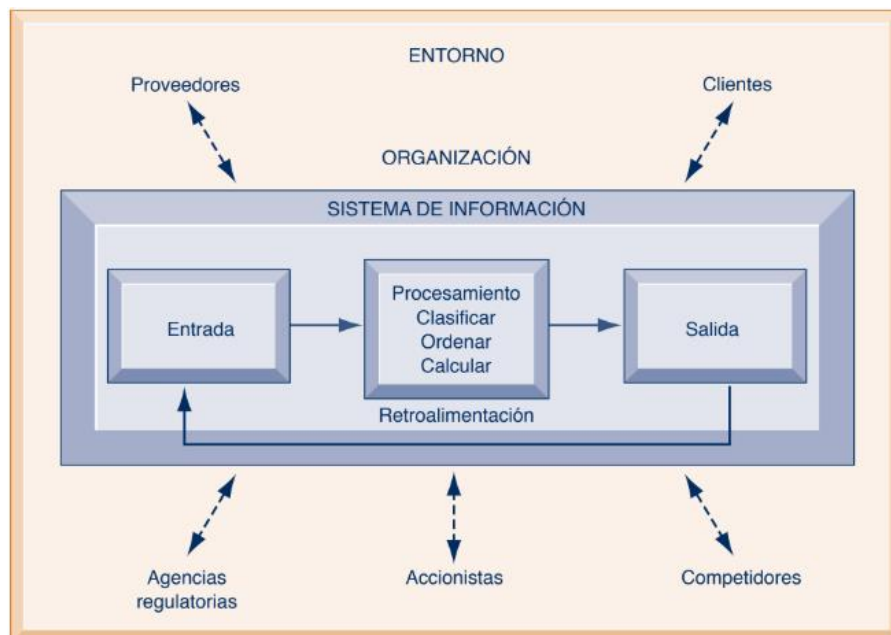 ENTORNO
Proveedores
Clientes
ORGANIZACIÓN
SISTEMA DE INFORMACIÓN
Entrada
Procesamiento
Clasificar
Ordenar
Calcular
Salida
Retroalimentación
Agencias
regulatorias
Accionistas
Competidores